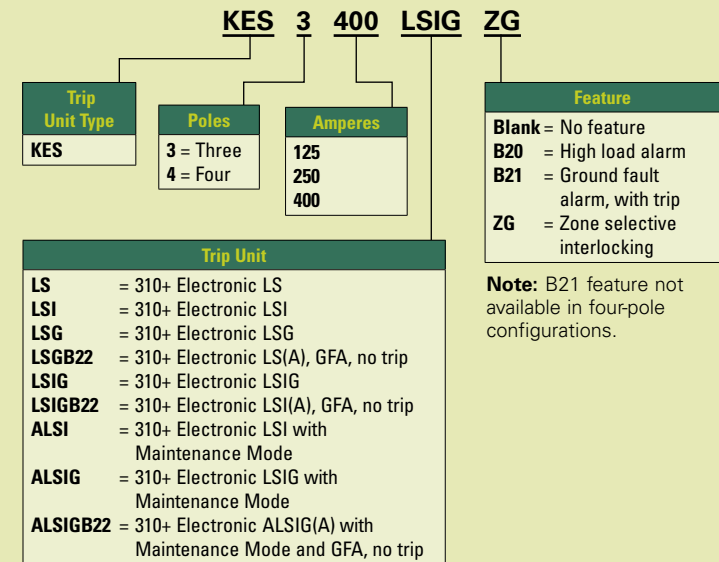 KES 3 400 LSIG ZG
Trip
Unit Type
KES
Poles
3 = Three
4 = Four
Amperes
125
250
400
Feature
Blank = No feature
B20 = High load alarm
B21 = Ground fault
alarm, with trip
ZG = Zone selective
interlocking
Note: B21 feature not
available in four-pole
configurations.
Trip Unit
LS = 310+ Electronic LS
LSI = 310+ Electronic LSI
LSG = 310+ Electronic LSG
LSGB22 = 310+ Electronic LS(A), GFA, no trip
LSIG = 310+ Electronic LSIG
LSIGB22 = 310+ Electronic LSI(A), GFA, no trip
ALSI = 310+ Electronic LSI with
Maintenance Mode
ALSIG = 310+ Electronic LSIG with
Maintenance Mode
ALSIGB22 = 310+ Electronic ALSIG(A) with
Maintenance Mode and GFA, no trip